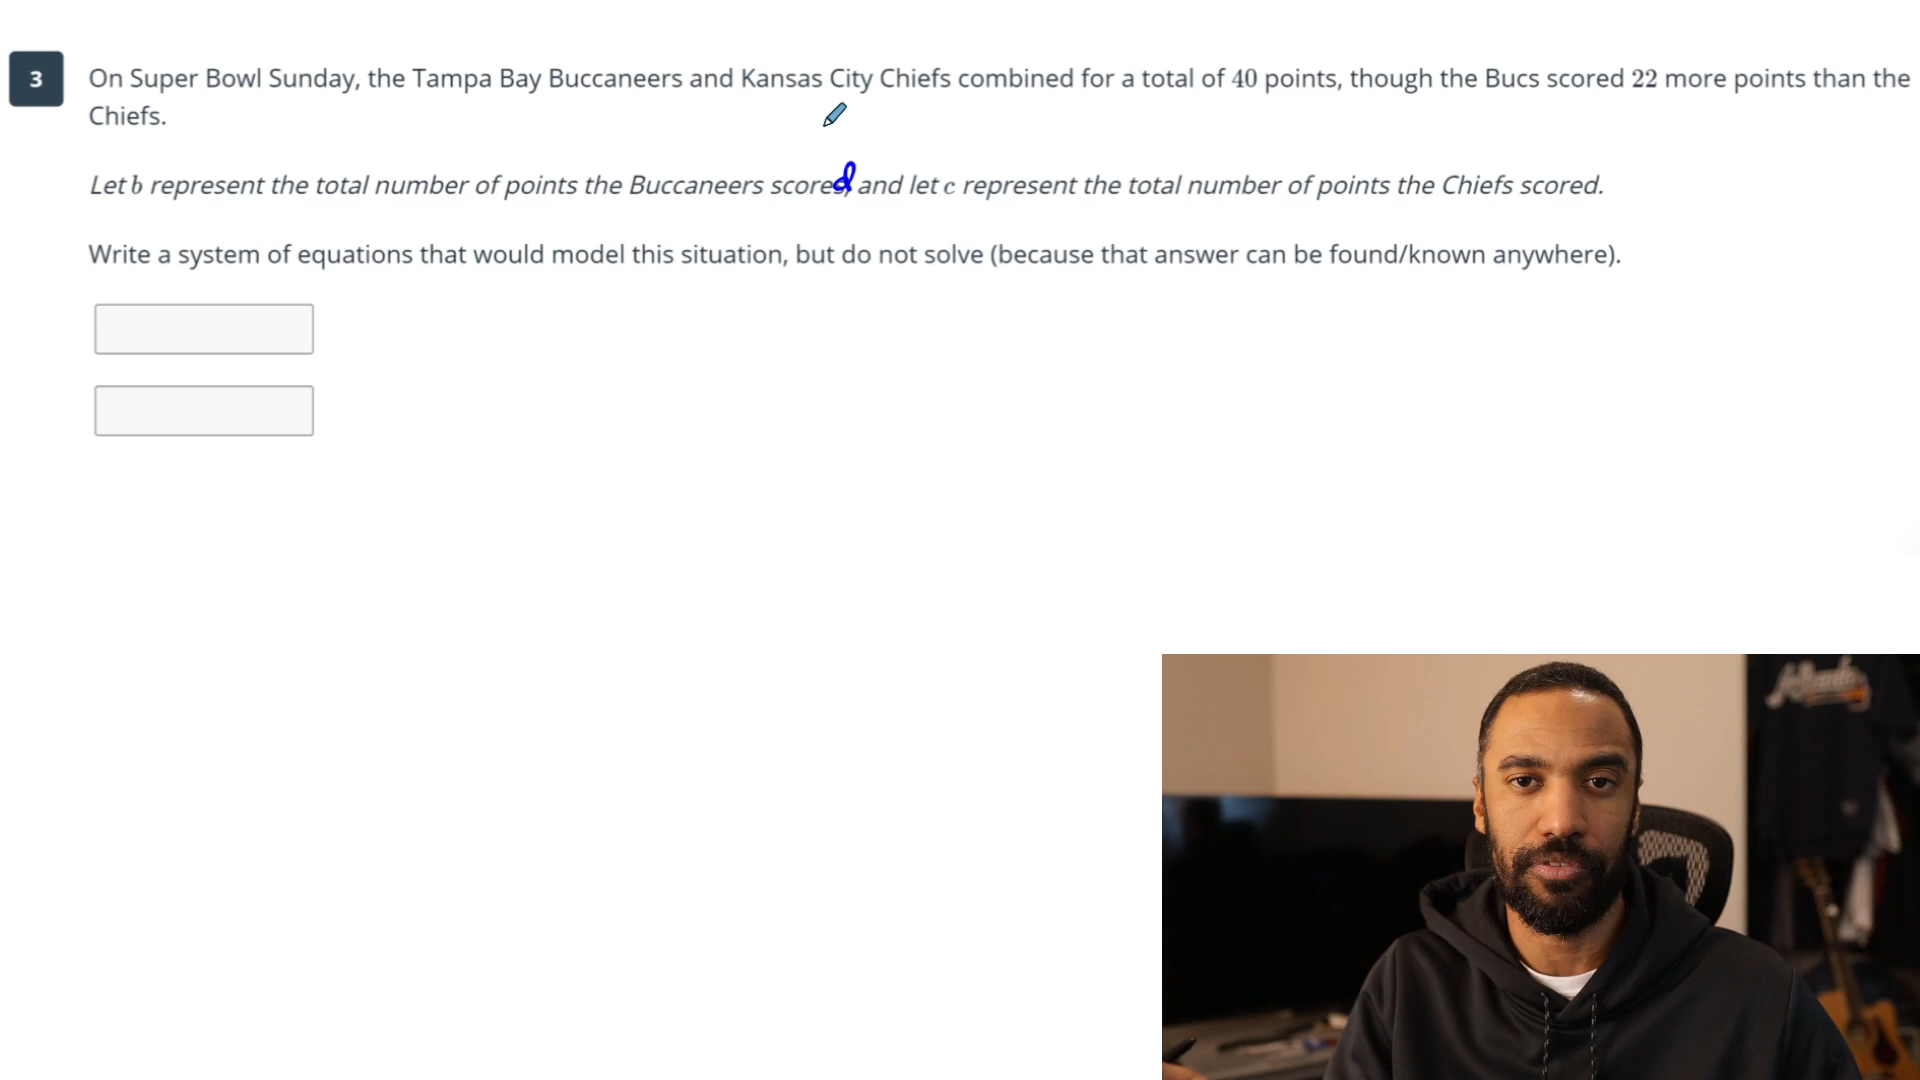 3
On Super Bowl Sunday, the Tampa Bay Buccaneers and Kansas City Chiefs combined for a total of 40 points, though the Bucs scored 22 more points than the
Chiefs.
Let b represent the total number of points the Buccaneers scored, and let c represent the total number of points the Chiefs scored.
Write a system of equations that would model this situation, but do not solve (because that answer can be found/known anywhere).